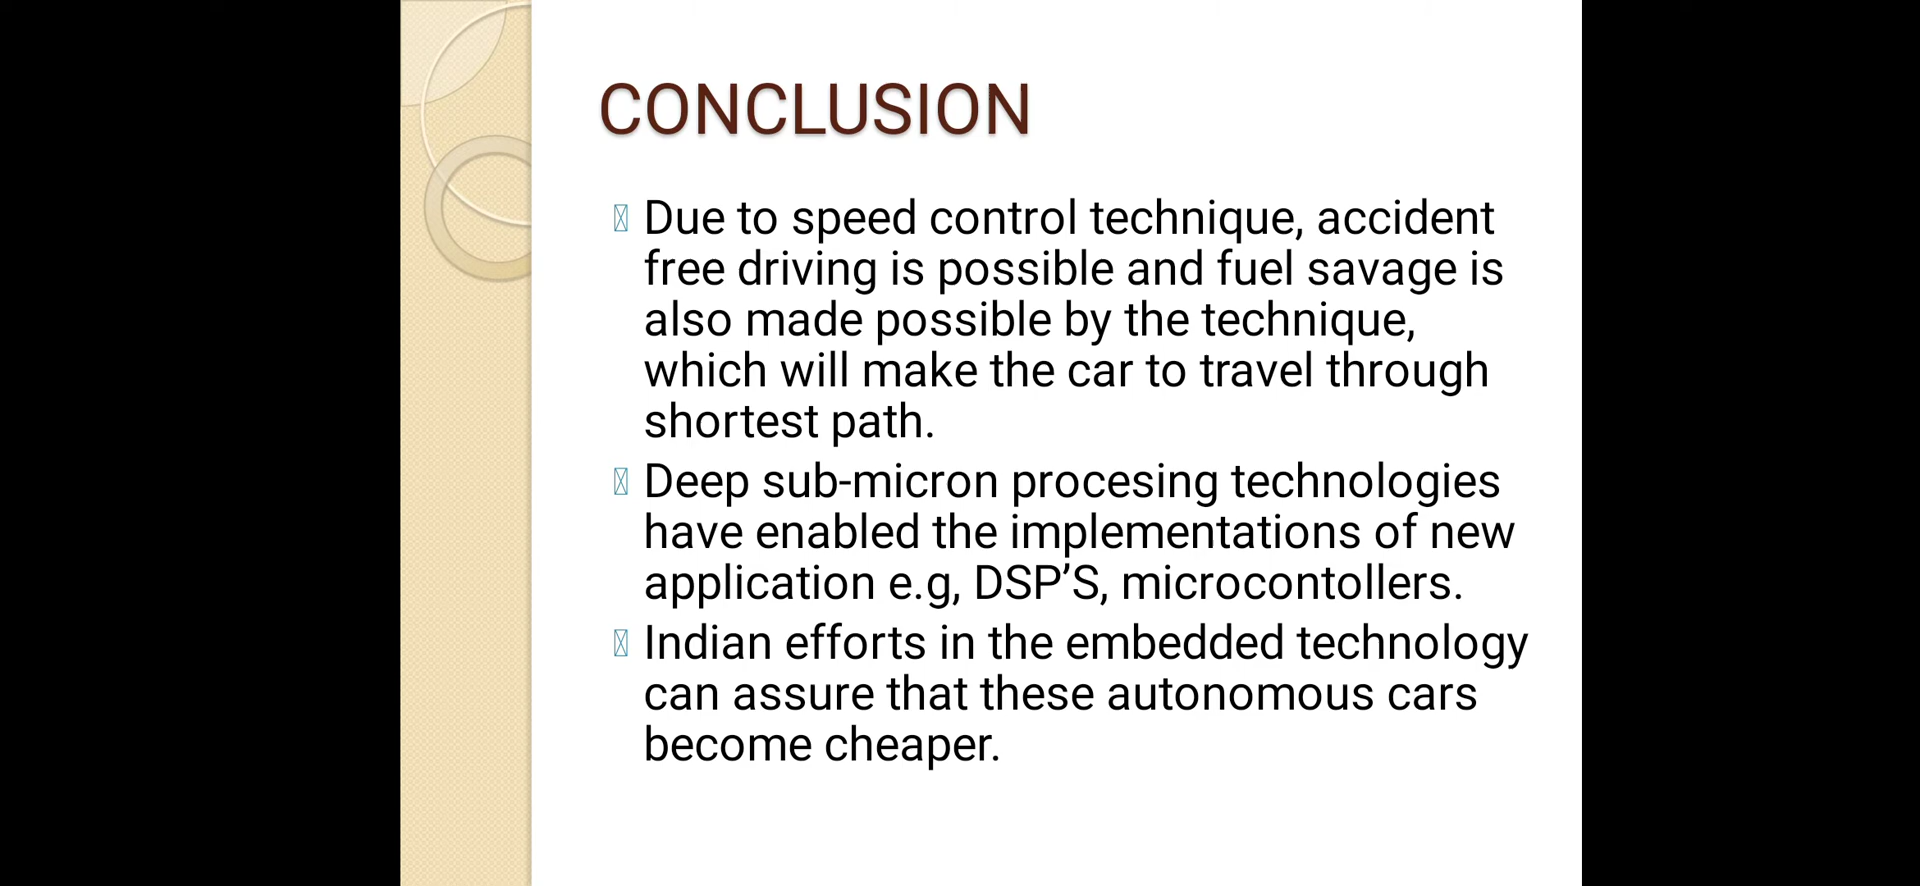 CONCLUSION
Due to speed control technique, accident
free driving is possible and fuel savage is
also made possible by the technique,
which will make the car to travel through
shortest path.
Deep sub-micron procesing technologies
have enabled the implementations of new
application e.g, DSP’S, microcontollers.
Indian efforts in the embedded technology
can assure that these autonomous cars
become cheaper.